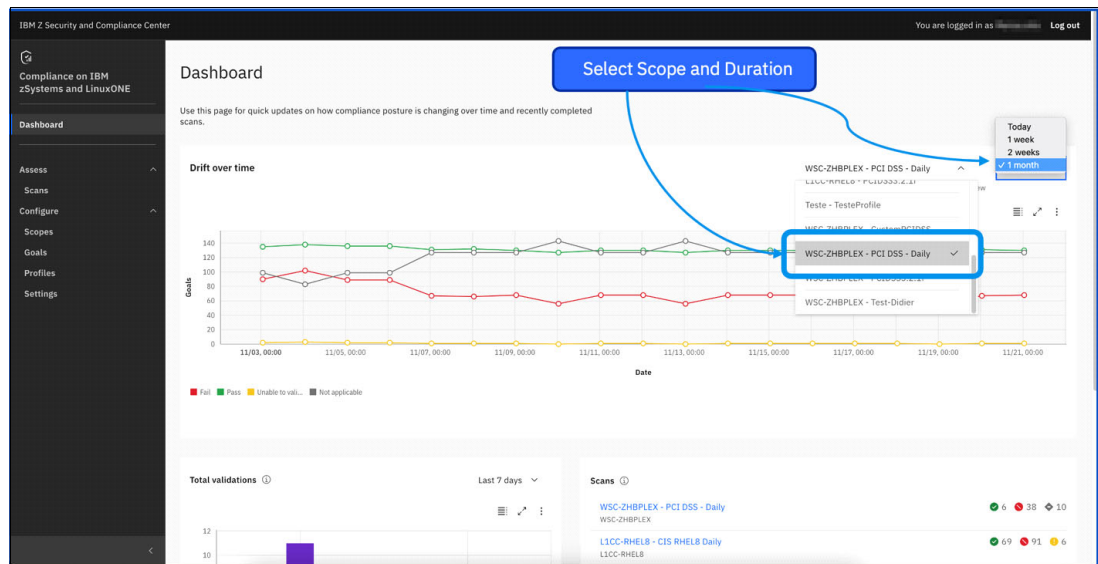 IBM Z Security and Compliance Center
You are logged in as
Log out
Compliance on IBM
zSystems and LinuxONE
Dashboard
Assess
Scans
Configure
Scopes
Goals
Profiles
Settings
Dashboard
Select Scope and Duration
Use this page for quick updates on how compliance posture is changing over time and recently completed
scans.
Today
1 week
2 weeks
✓ 1 month
Drift over time
WSC-ZHBPLEX - PCI DSS - Daily
Teste - TesteProfile
WSC-ZHBPLEX - PCI DSS - Daily
WSC-ZHBPLEX - Test-Didier
Goals
140
120
100
80
60
40
20
0
11/03, 00:00
11/05, 00:00
11/07, 00:00
11/09, 00:00
11/11, 00:00
11/13, 00:00
11/15, 00:00
11/17, 00:00
11/19, 00:00
11/21, 00:00
Date
Fail
Pass
Unable to vali...
Not applicable
Total validations
Last 7 days
12
10
Scans
WSC-ZHBPLEX - PCI DSS - Daily
WSC-ZHBPLEX
6 38 10
L1CC-RHEL8 - CIS RHEL8 Daily
L1CC-RHEL8
69 91 6